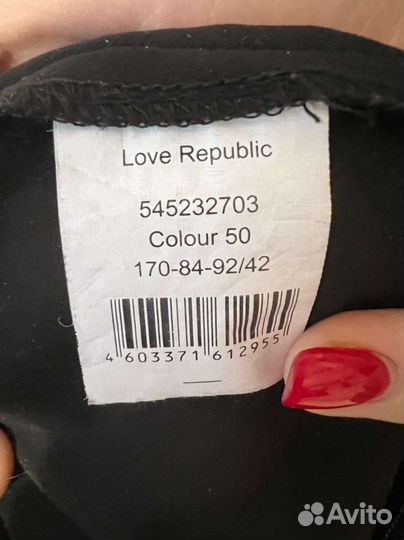 Love Republic
545232703
Colour 50
170-84-92/42
4 603371 612955
Avito